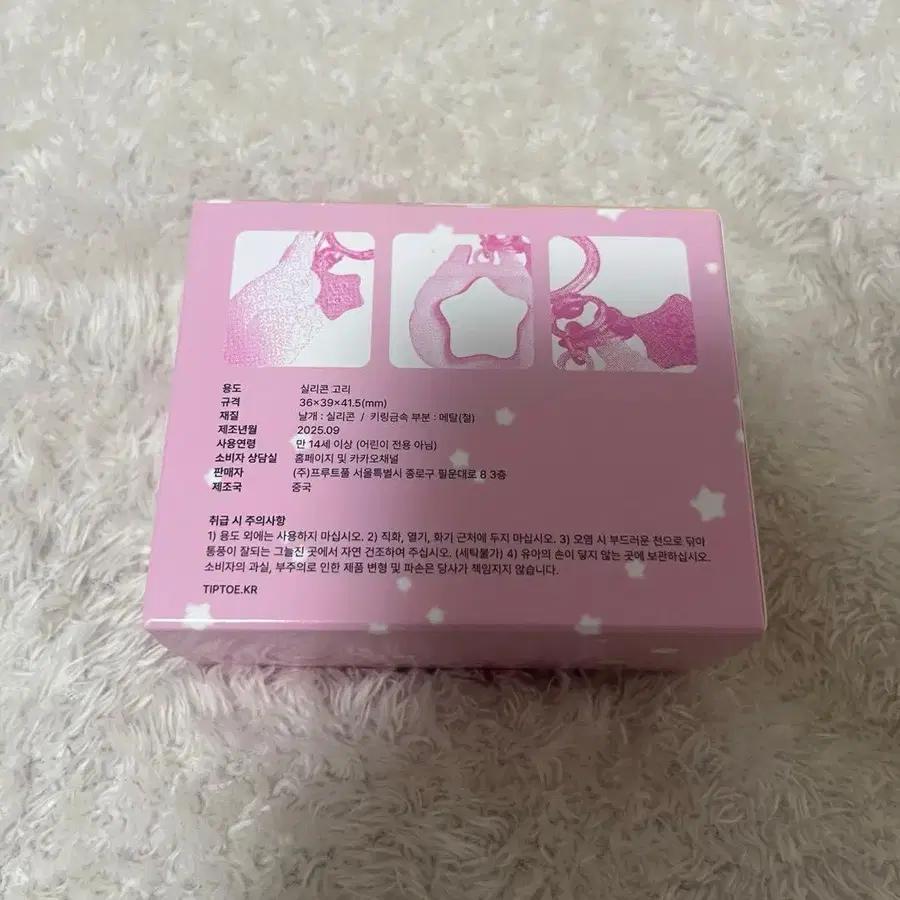 용도 실리콘 고리
규격 36×39×41.5(mm)
재질 날개 : 실리콘 / 키링금속 부분 : 메탈(철)
제조년월 2025.09
사용연령 만 14세 이상 (어린이 전용 아님)
소비자 상담실 홈페이지 및 카카오채널
판매자 (주)프루트풀 서울특별시 종로구 필운대로 8 3층
제조국 중국
취급 시 주의사항
1) 용도 외에는 사용하지 마십시오. 2) 직화, 열기, 화기 근처에 두지 마십시오. 3) 오염 시 부드러운 천으로 닦아
통풍이 잘되는 그늘진 곳에서 자연 건조하여 주십시오. (세탁불가) 4) 유아의 손이 닿지 않는 곳에 보관하십시오.
소비자의 과실, 부주의로 인한 제품 변형 및 파손은 당사가 책임지지 않습니다.
TIPTOE.KR